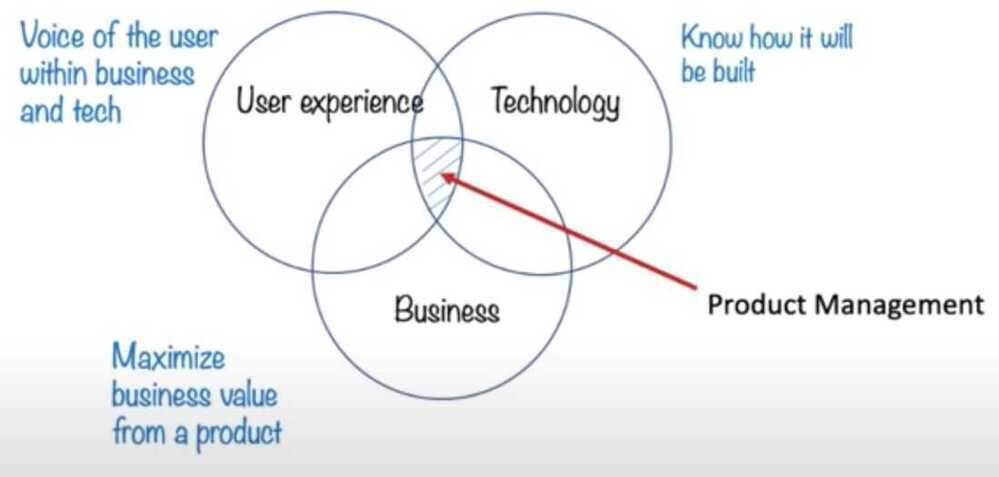 Voice of the user
within business
and tech
User experience
Technology
Know how it will
be built
Business
Product Management
Maximize
business value
from a product